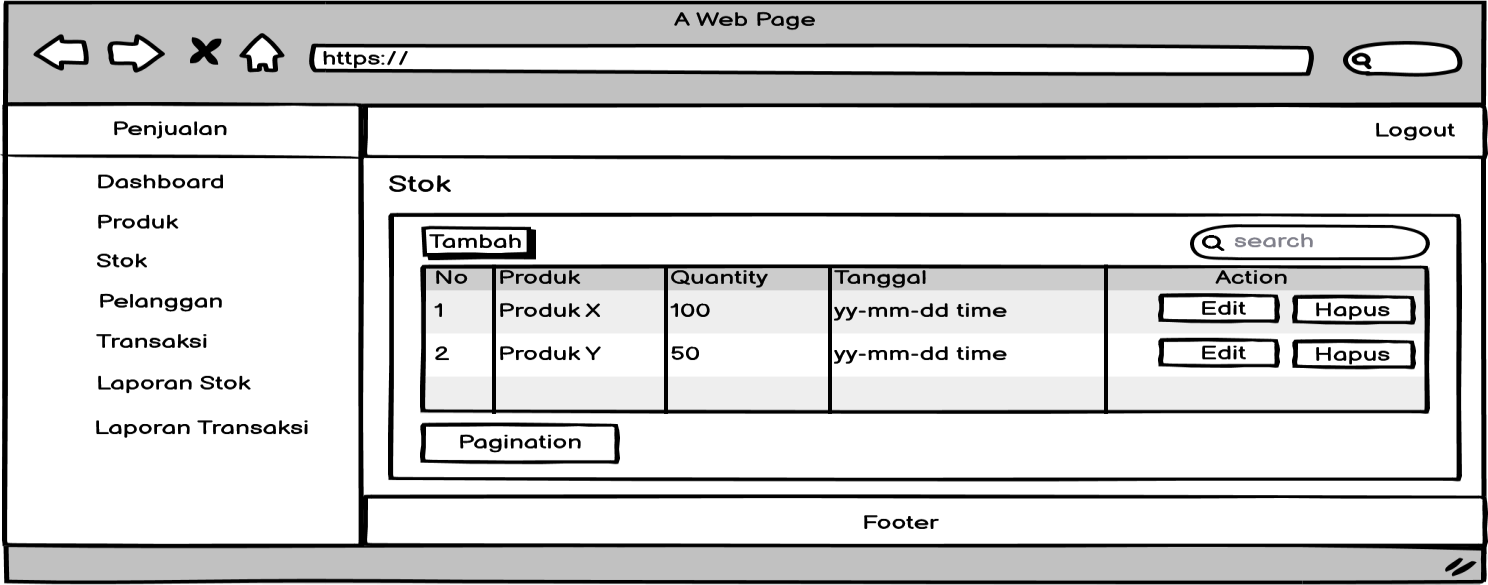 A Web Page
https://
Penjualan
Logout
Dashboard
Produk
Stok
Pelanggan
Transaksi
Laporan Stok
Laporan Transaksi
Stok
Tambah
search
No Produk Quantity Tanggal Action
1 Produk X 100 yy-mm-dd time Edit Hapus
2 Produk Y 50 yy-mm-dd time Edit Hapus
Pagination
Footer